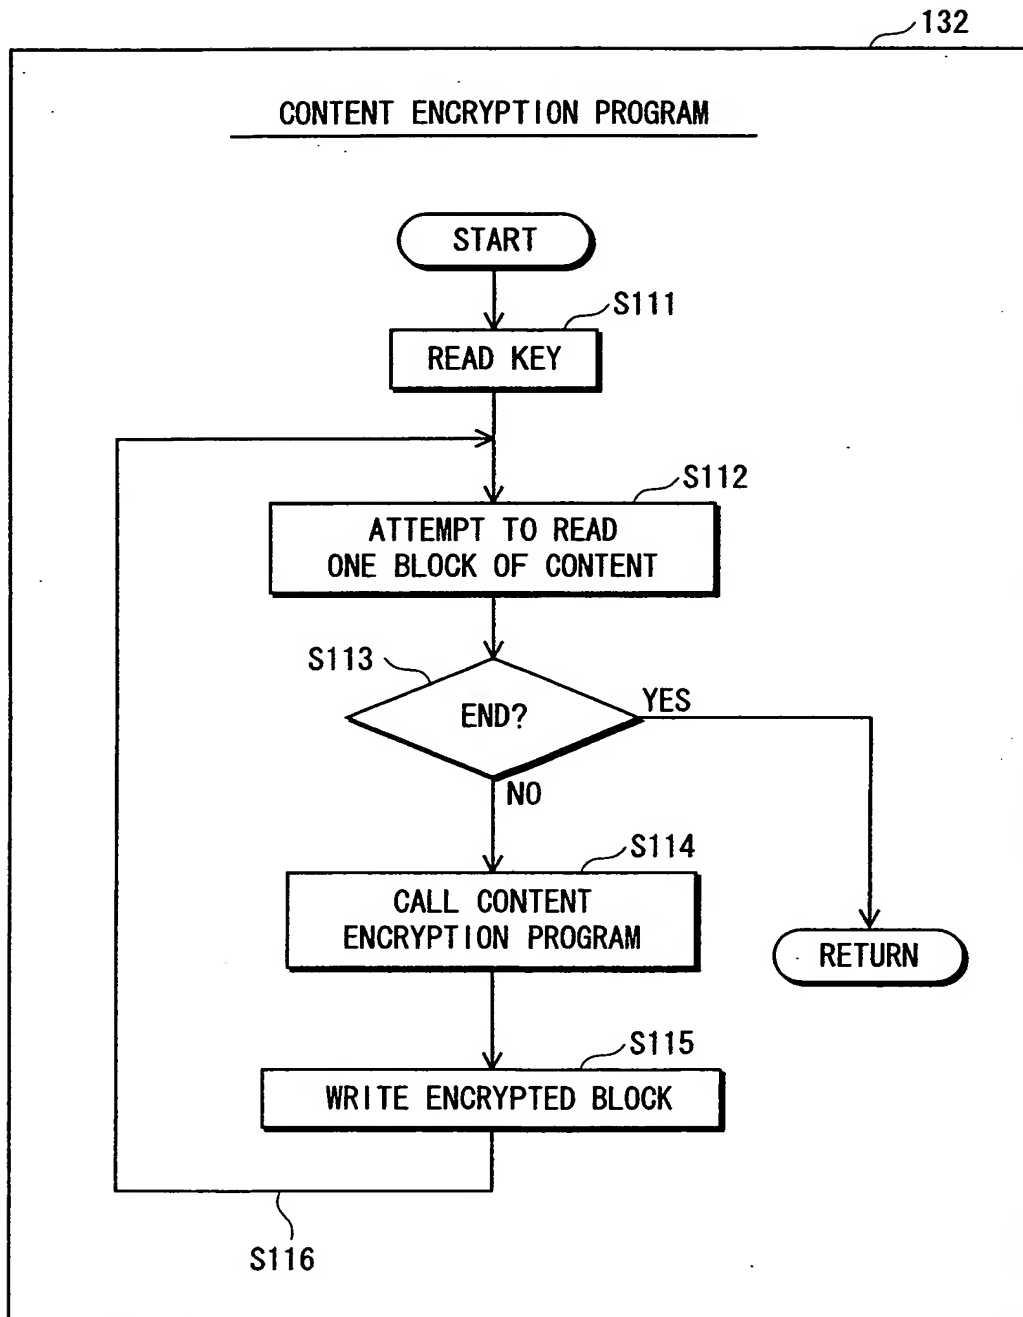 132
CONTENT ENCRYPTION PROGRAM
START
S111
READ KEY
S112
ATTEMPT TO READ
ONE BLOCK OF CONTENT
S113
END?
YES
NO
S114
CALL CONTENT
ENCRYPTION PROGRAM
RETURN
S115
WRITE ENCRYPTED BLOCK
S116